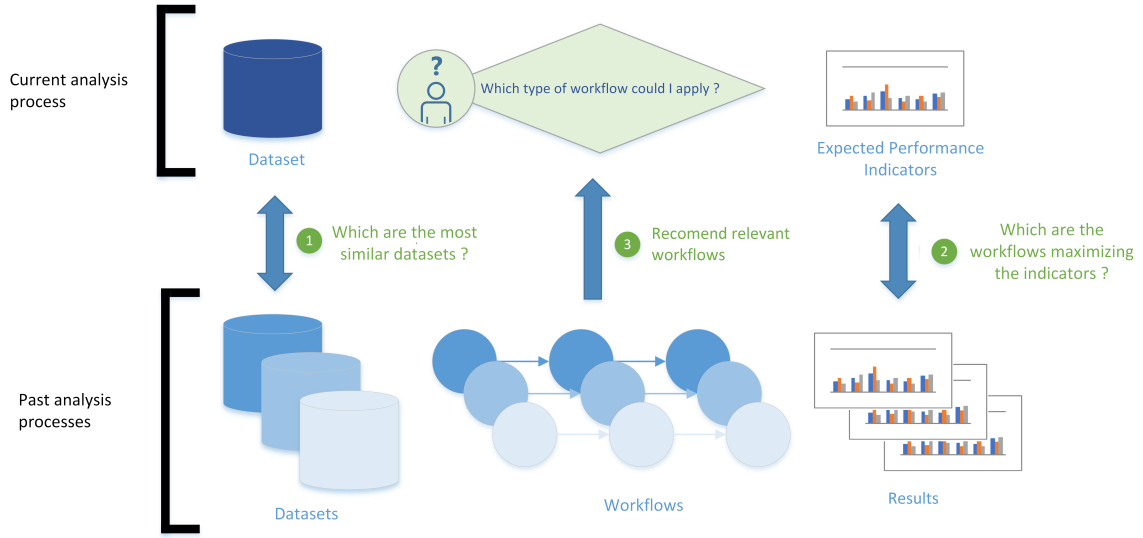 Current analysis
process
?
Which type of workflow could I apply ?
Dataset
Expected Performance
Indicators
1
Which are the most
similar datasets ?
3
Recomend relevant
workflows
2
Which are the
workflows maximizing
the indicators ?
Past analysis
processes
Datasets
Workflows
Results